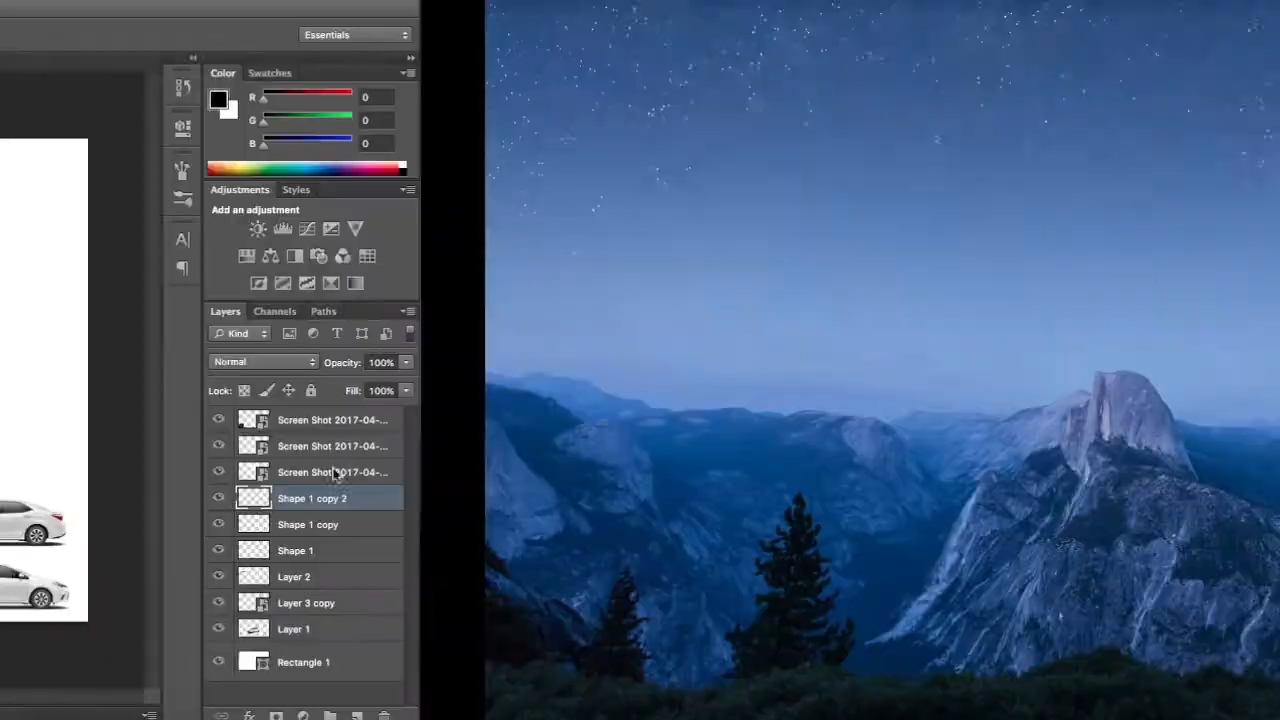 Essentials
Color Swatches
R 0
G 0
B 0
Adjustments Styles
Add an adjustment
Layers Channels Paths
Kind
Normal Opacity: 100%
Lock: Fill: 100%
Screen Shot 2017-04-...
Screen Shot 2017-04-...
Screen Shot 2017-04-...
Shape 1 copy 2
Shape 1 copy
Shape 1
Layer 2
Layer 3 copy
Layer 1
Rectangle 1
fx